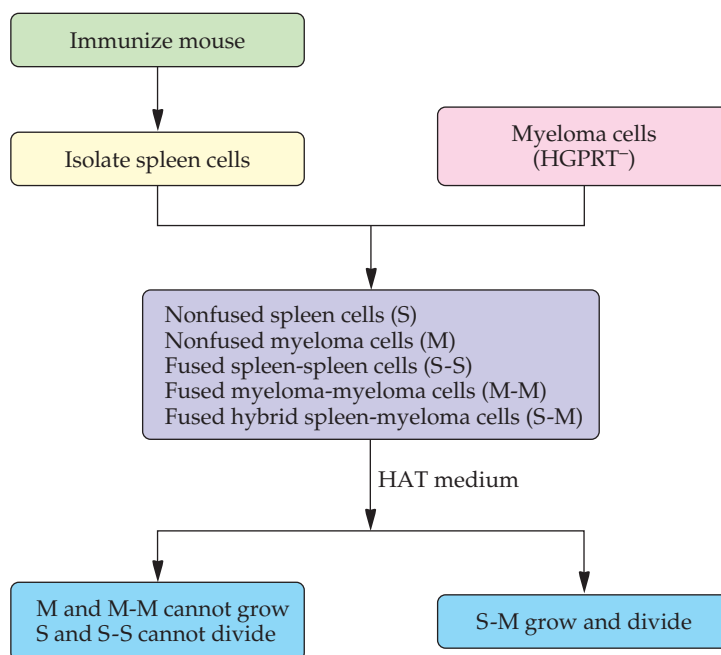 Immunize mouse
Isolate spleen cells
Myeloma cells
(HGPRT⁻)
Nonfused spleen cells (S)
Nonfused myeloma cells (M)
Fused spleen-spleen cells (S-S)
Fused myeloma-myeloma cells (M-M)
Fused hybrid spleen-myeloma cells (S-M)
HAT medium
M and M-M cannot grow
S and S-S cannot divide
S-M grow and divide